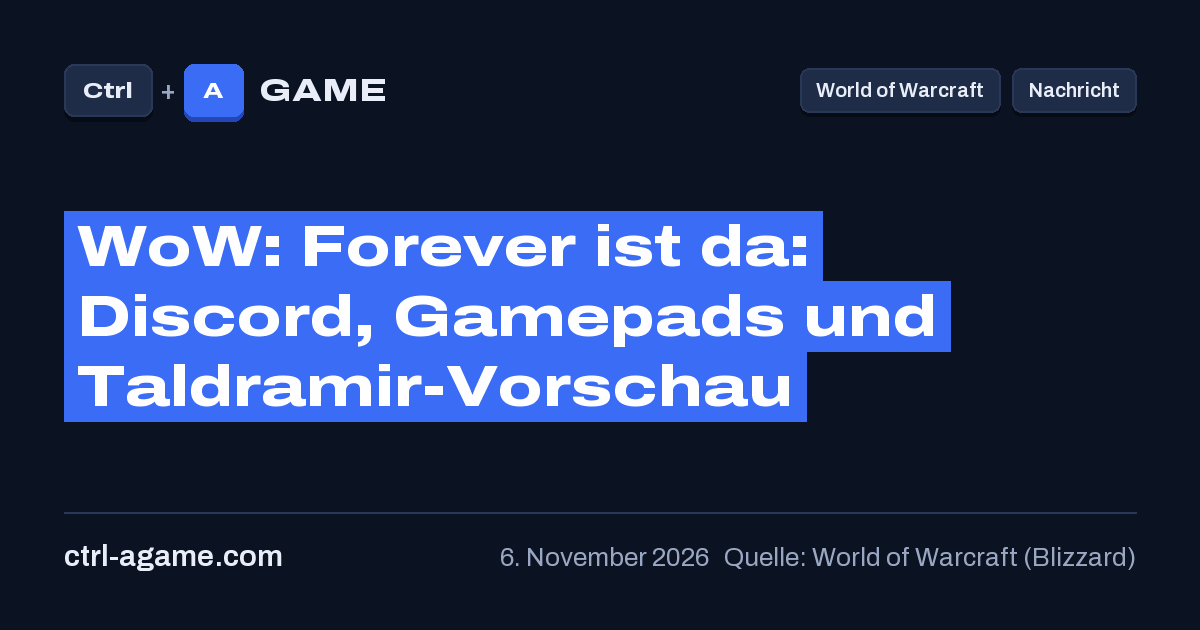 Ctrl + A GAME
World of Warcraft
Nachricht
WoW: Forever ist da:
Discord, Gamepads und
Taldramir-Vorschau
ctrl-agame.com
6. November 2026 Quelle: World of Warcraft (Blizzard)